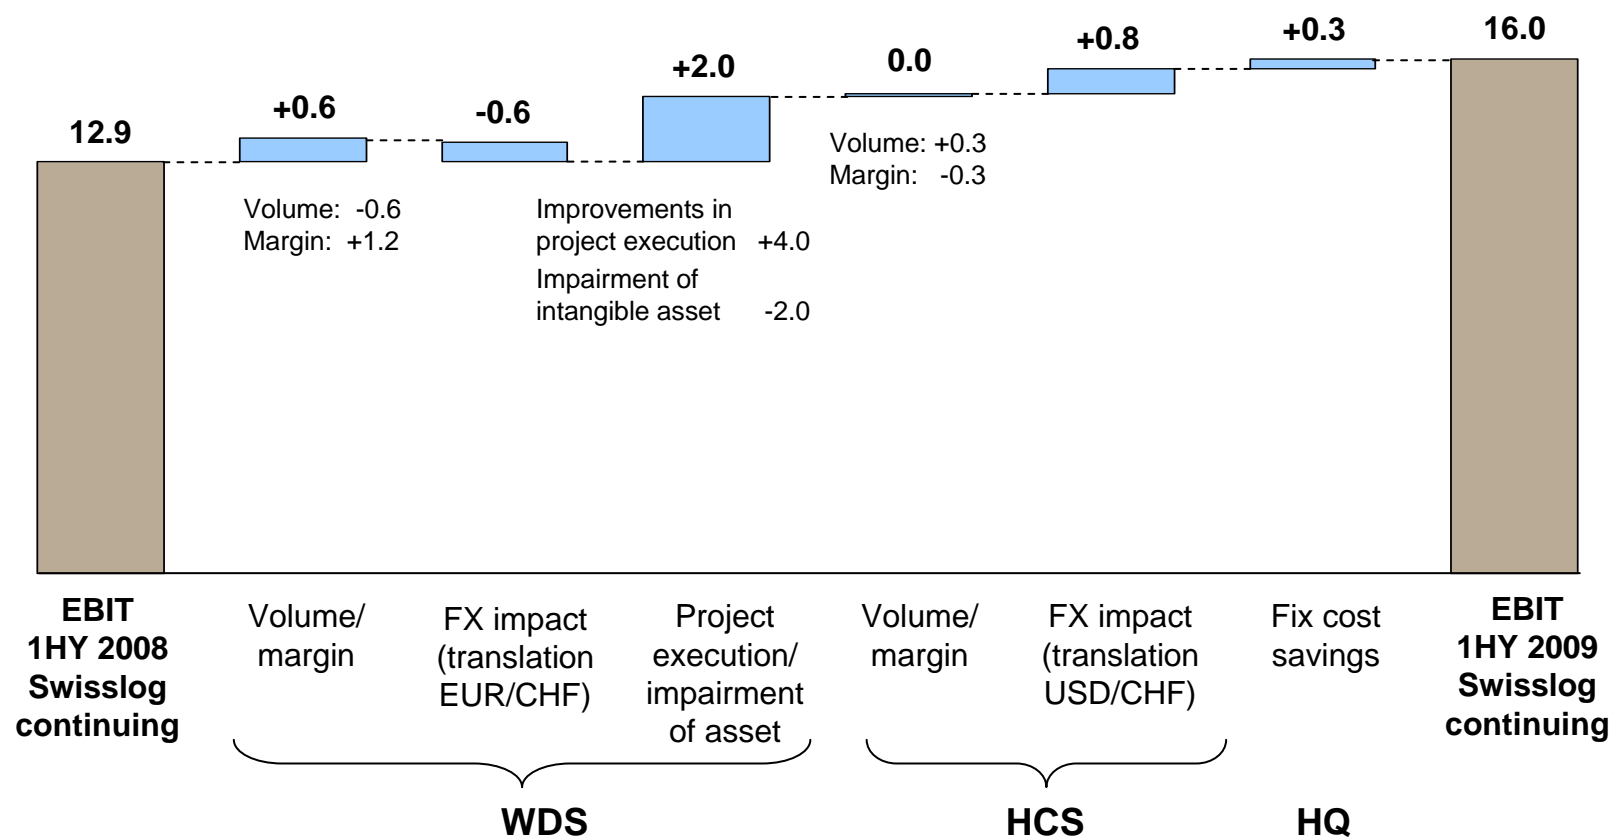 12.9
+0.6
-0.6
+2.0
0.0
+0.8
+0.3
16.0
Volume: -0.6
Margin: +1.2
Improvements in
project execution +4.0
Impairment of
intangible asset -2.0
Volume: +0.3
Margin: -0.3
EBIT
1HY 2008
Swisslog
continuing
Volume/
margin
FX impact
(translation
EUR/CHF)
Project
execution/
impairment
of asset
Volume/
margin
FX impact
(translation
USD/CHF)
Fix cost
savings
EBIT
1HY 2009
Swisslog
continuing
WDS
HCS
HQ